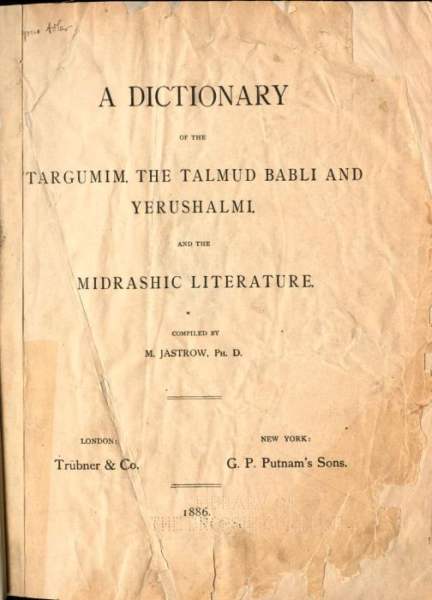 A DICTIONARY
OF THE
TARGUMIM, THE TALMUD BABLI AND
YERUSHALMI,
AND THE
MIDRASHIC LITERATURE.
COMPILED BY
M. JASTROW, Ph. D.
LONDON:
Trübner & Co.
NEW YORK:
G. P. Putnam's Sons.
1886.